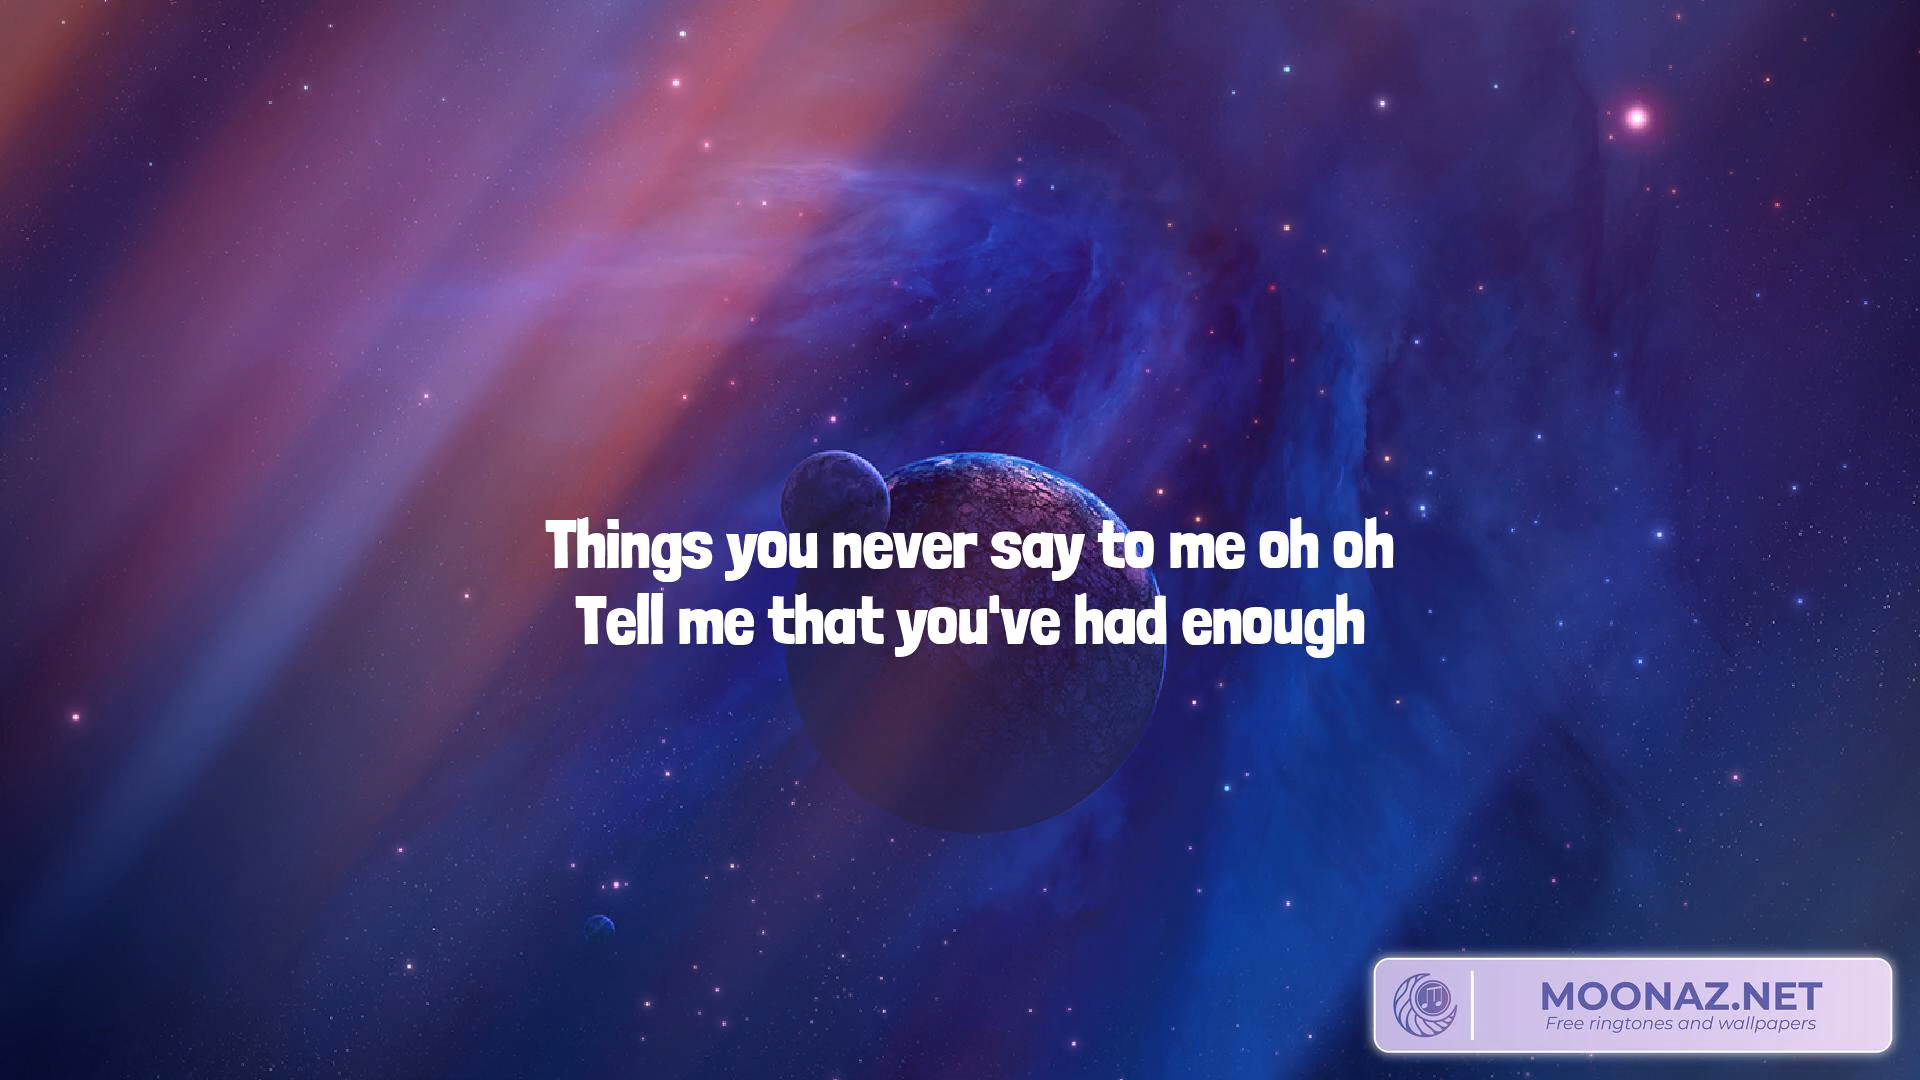 Things you never say to me oh oh
Tell me that you've had enough
MOONAZ.NET
Free ringtones and wallpapers